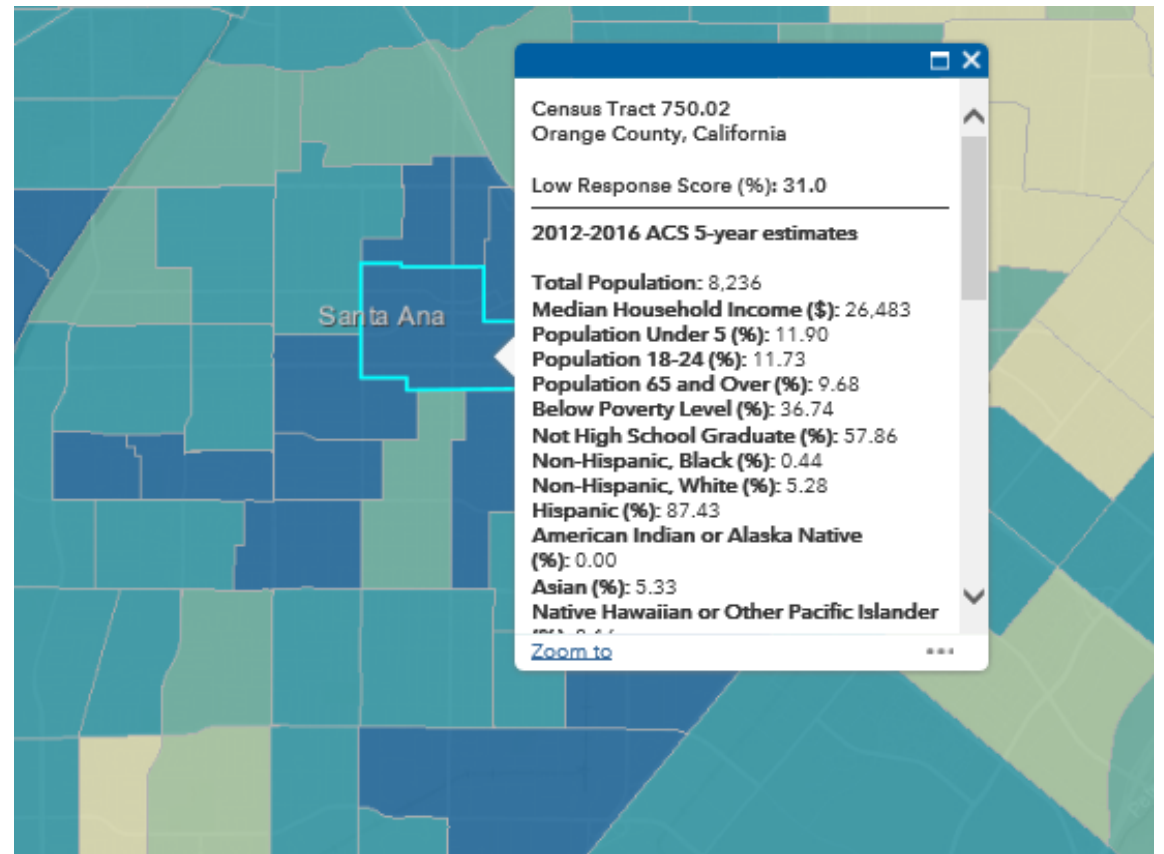 Santa Ana
Census Tract 750.02
Orange County, California
Low Response Score (%): 31.0
2012-2016 ACS 5-year estimates
Total Population: 8,236
Median Household Income ($): 26,483
Population Under 5 (%): 11.90
Population 18-24 (%): 11.73
Population 65 and Over (%): 9.68
Below Poverty Level (%): 36.74
Not High School Graduate (%): 57.86
Non-Hispanic, Black (%): 0.44
Non-Hispanic, White (%): 5.28
Hispanic (%): 87.43
American Indian or Alaska Native
(%): 0.00
Asian (%): 5.33
Native Hawaiian or Other Pacific Islander
Zoom to